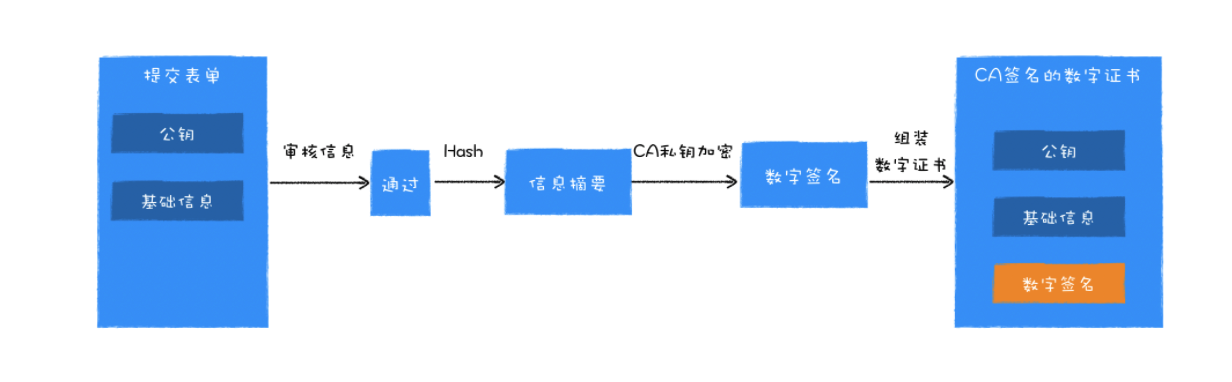 提交表单
公钥
基础信息
审核信息
通过
Hash
信息摘要
CA私钥加密
数字签名
组装
数字证书
CA签名的数字证书
公钥
基础信息
数字签名